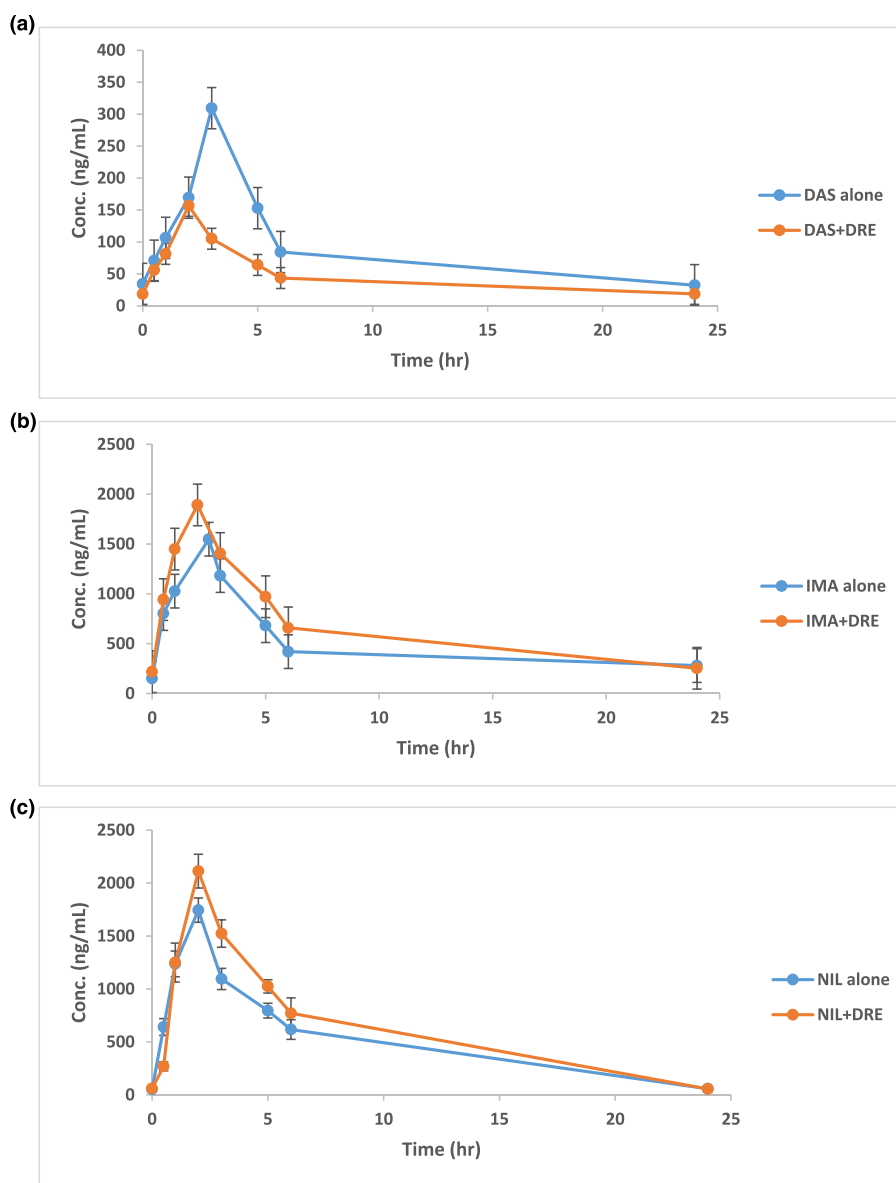 (a)
400
350
300
250
200
150
100
50
0
Conc. (ng/mL)
0 5 10 15 20 25
Time (hr)
DAS alone
DAS+DRE
(b)
2500
2000
1500
1000
500
0
Conc. (ng/mL)
0 5 10 15 20 25
Time (hr)
IMA alone
IMA+DRE
(c)
2500
2000
1500
1000
500
0
Conc. (ng/mL)
0 5 10 15 20 25
Time (hr)
NIL alone
NIL+DRE